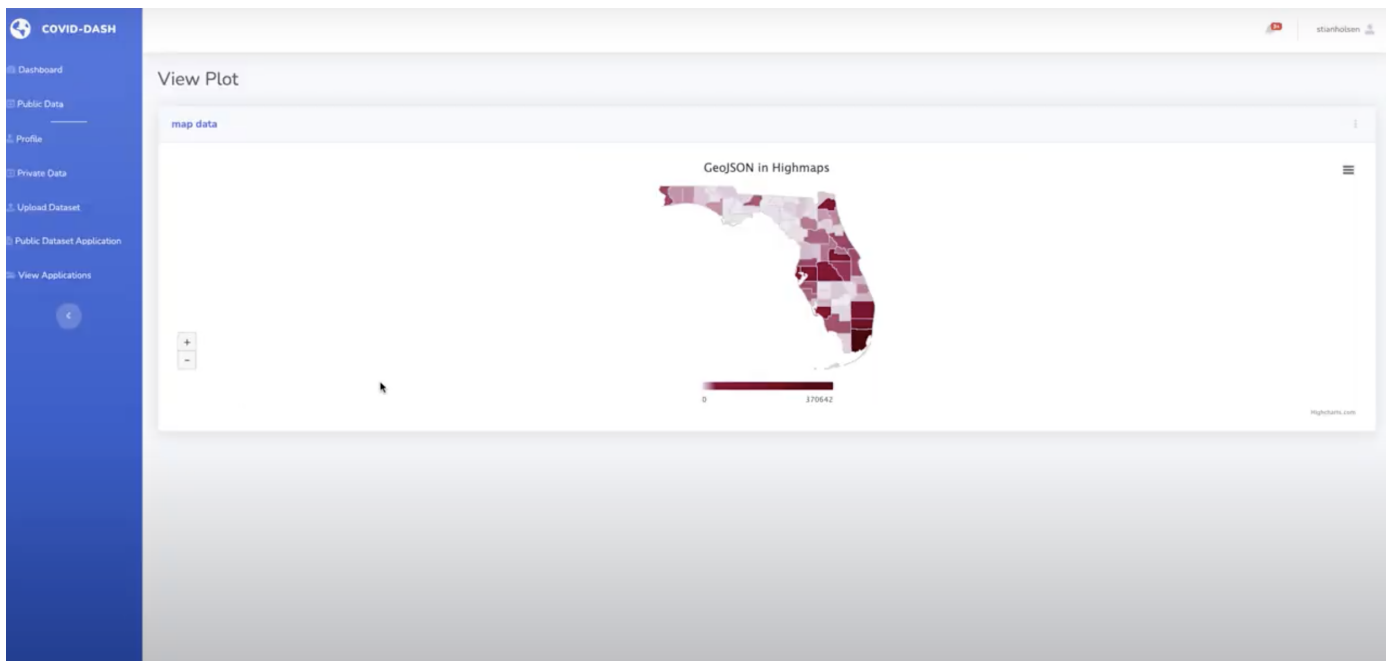 COVID-DASH
stianholsen
Dashboard
Public Data
Profile
Private Data
Upload Dataset
Public Dataset Application
View Applications
View Plot
map data
GeoJSON in Highmaps
+
−
0 370642
Highcharts.com